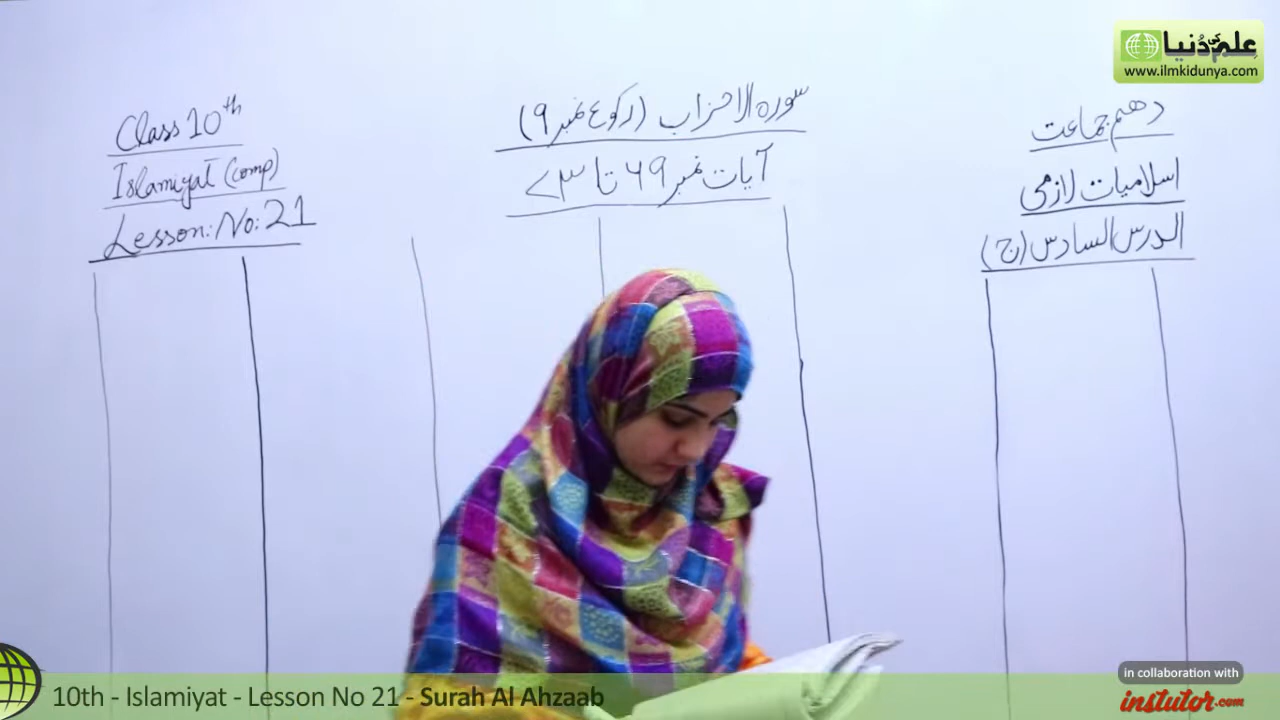 علم کی دُنیا
www.ilmkidunya.com
Class 10th
Islamiyat (comp)
Lesson: No: 21
سورہ الاحزاب (رکوع نمبر ۹)
آیات نمبر ۶۹ تا ۷۳
دھم جماعت
اسلامیات لازمی
الدرس السادس (ج)
10th - Islamiyat - Lesson No 21 - Surah Al Ahzaab
in collaboration with
instutor.com